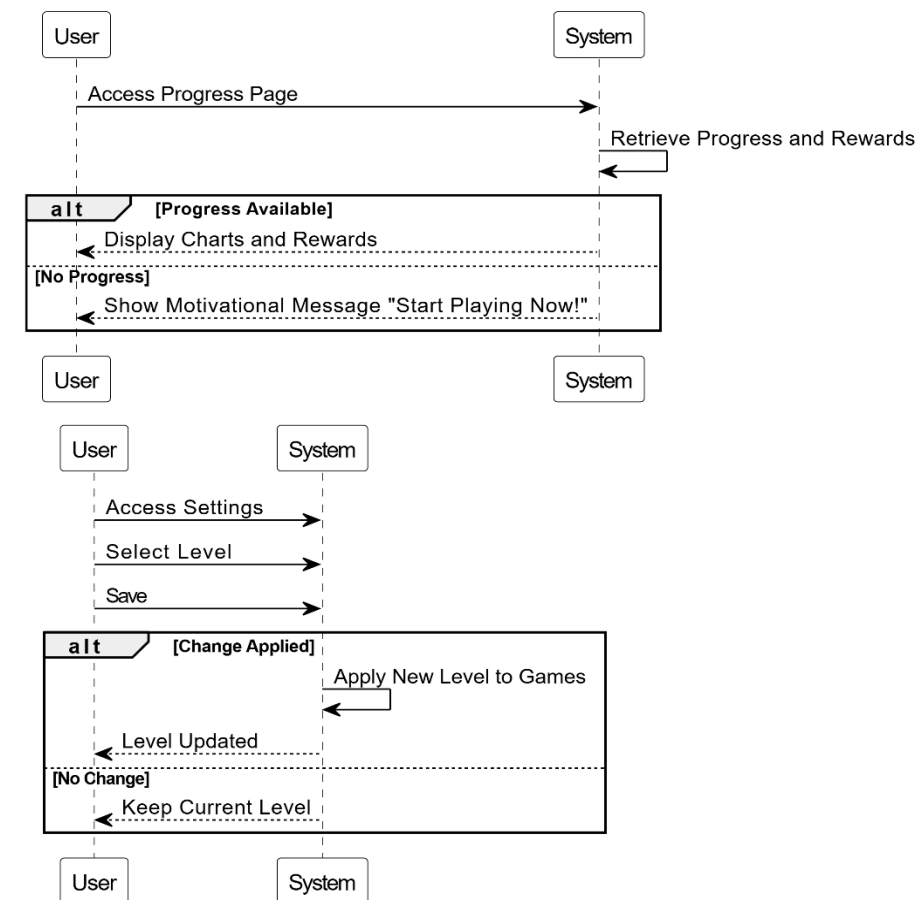 User System
Access Progress Page
Retrieve Progress and Rewards
alt [Progress Available]
Display Charts and Rewards
[No Progress]
Show Motivational Message "Start Playing Now!"
User System
User System
Access Settings
Select Level
Save
alt [Change Applied]
Apply New Level to Games
Level Updated
[No Change]
Keep Current Level
User System